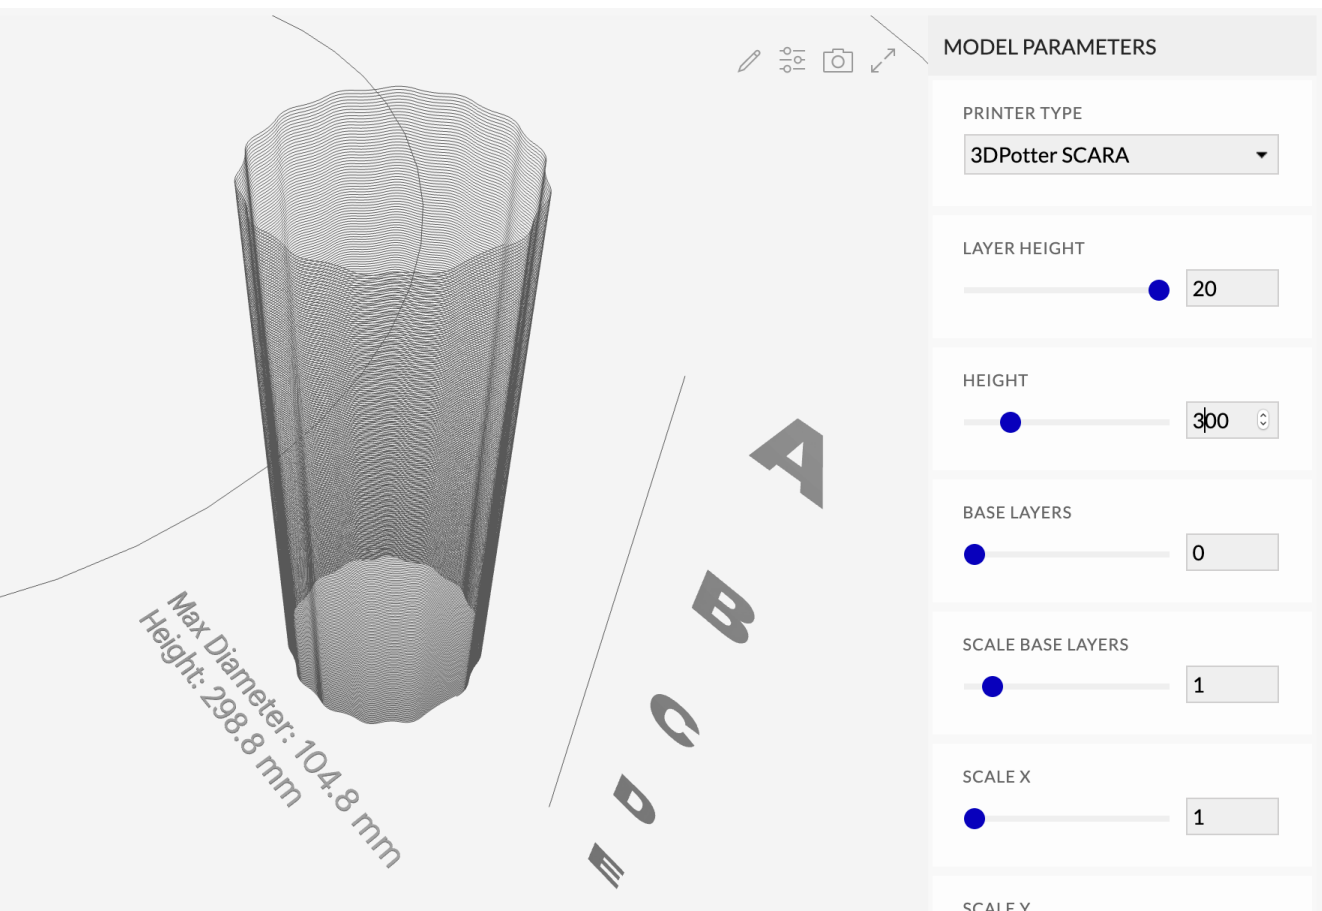 MODEL PARAMETERS
PRINTER TYPE
3DPotter SCARA
LAYER HEIGHT
20
HEIGHT
300
BASE LAYERS
0
SCALE BASE LAYERS
1
SCALE X
1
SCALE Y
Max Diameter: 104.8 mm
Height: 298.8 mm
A
B
C
D
E